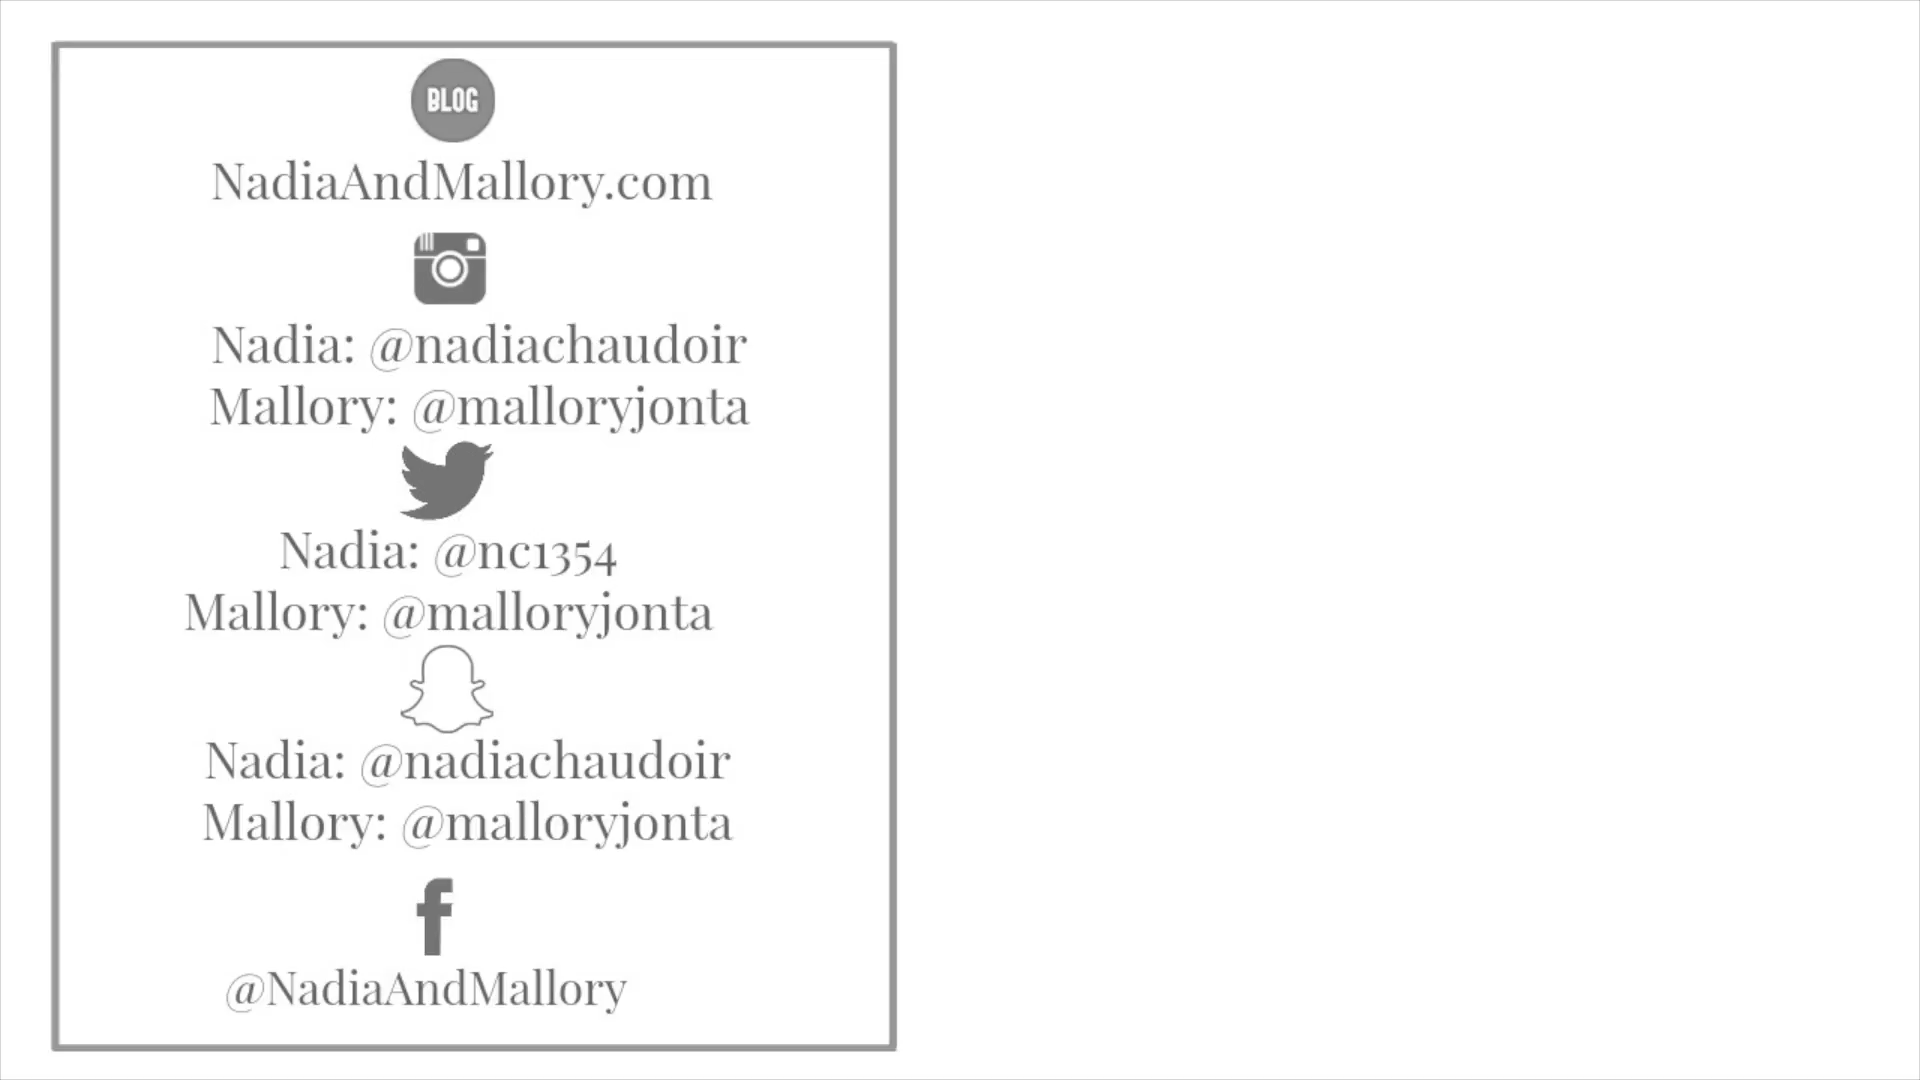 BLOG
NadiaAndMallory.com
Nadia: @nadiachaudoir
Mallory: @malloryjonta
Nadia: @nc1354
Mallory: @malloryjonta
Nadia: @nadiachaudoir
Mallory: @malloryjonta
@NadiaAndMallory